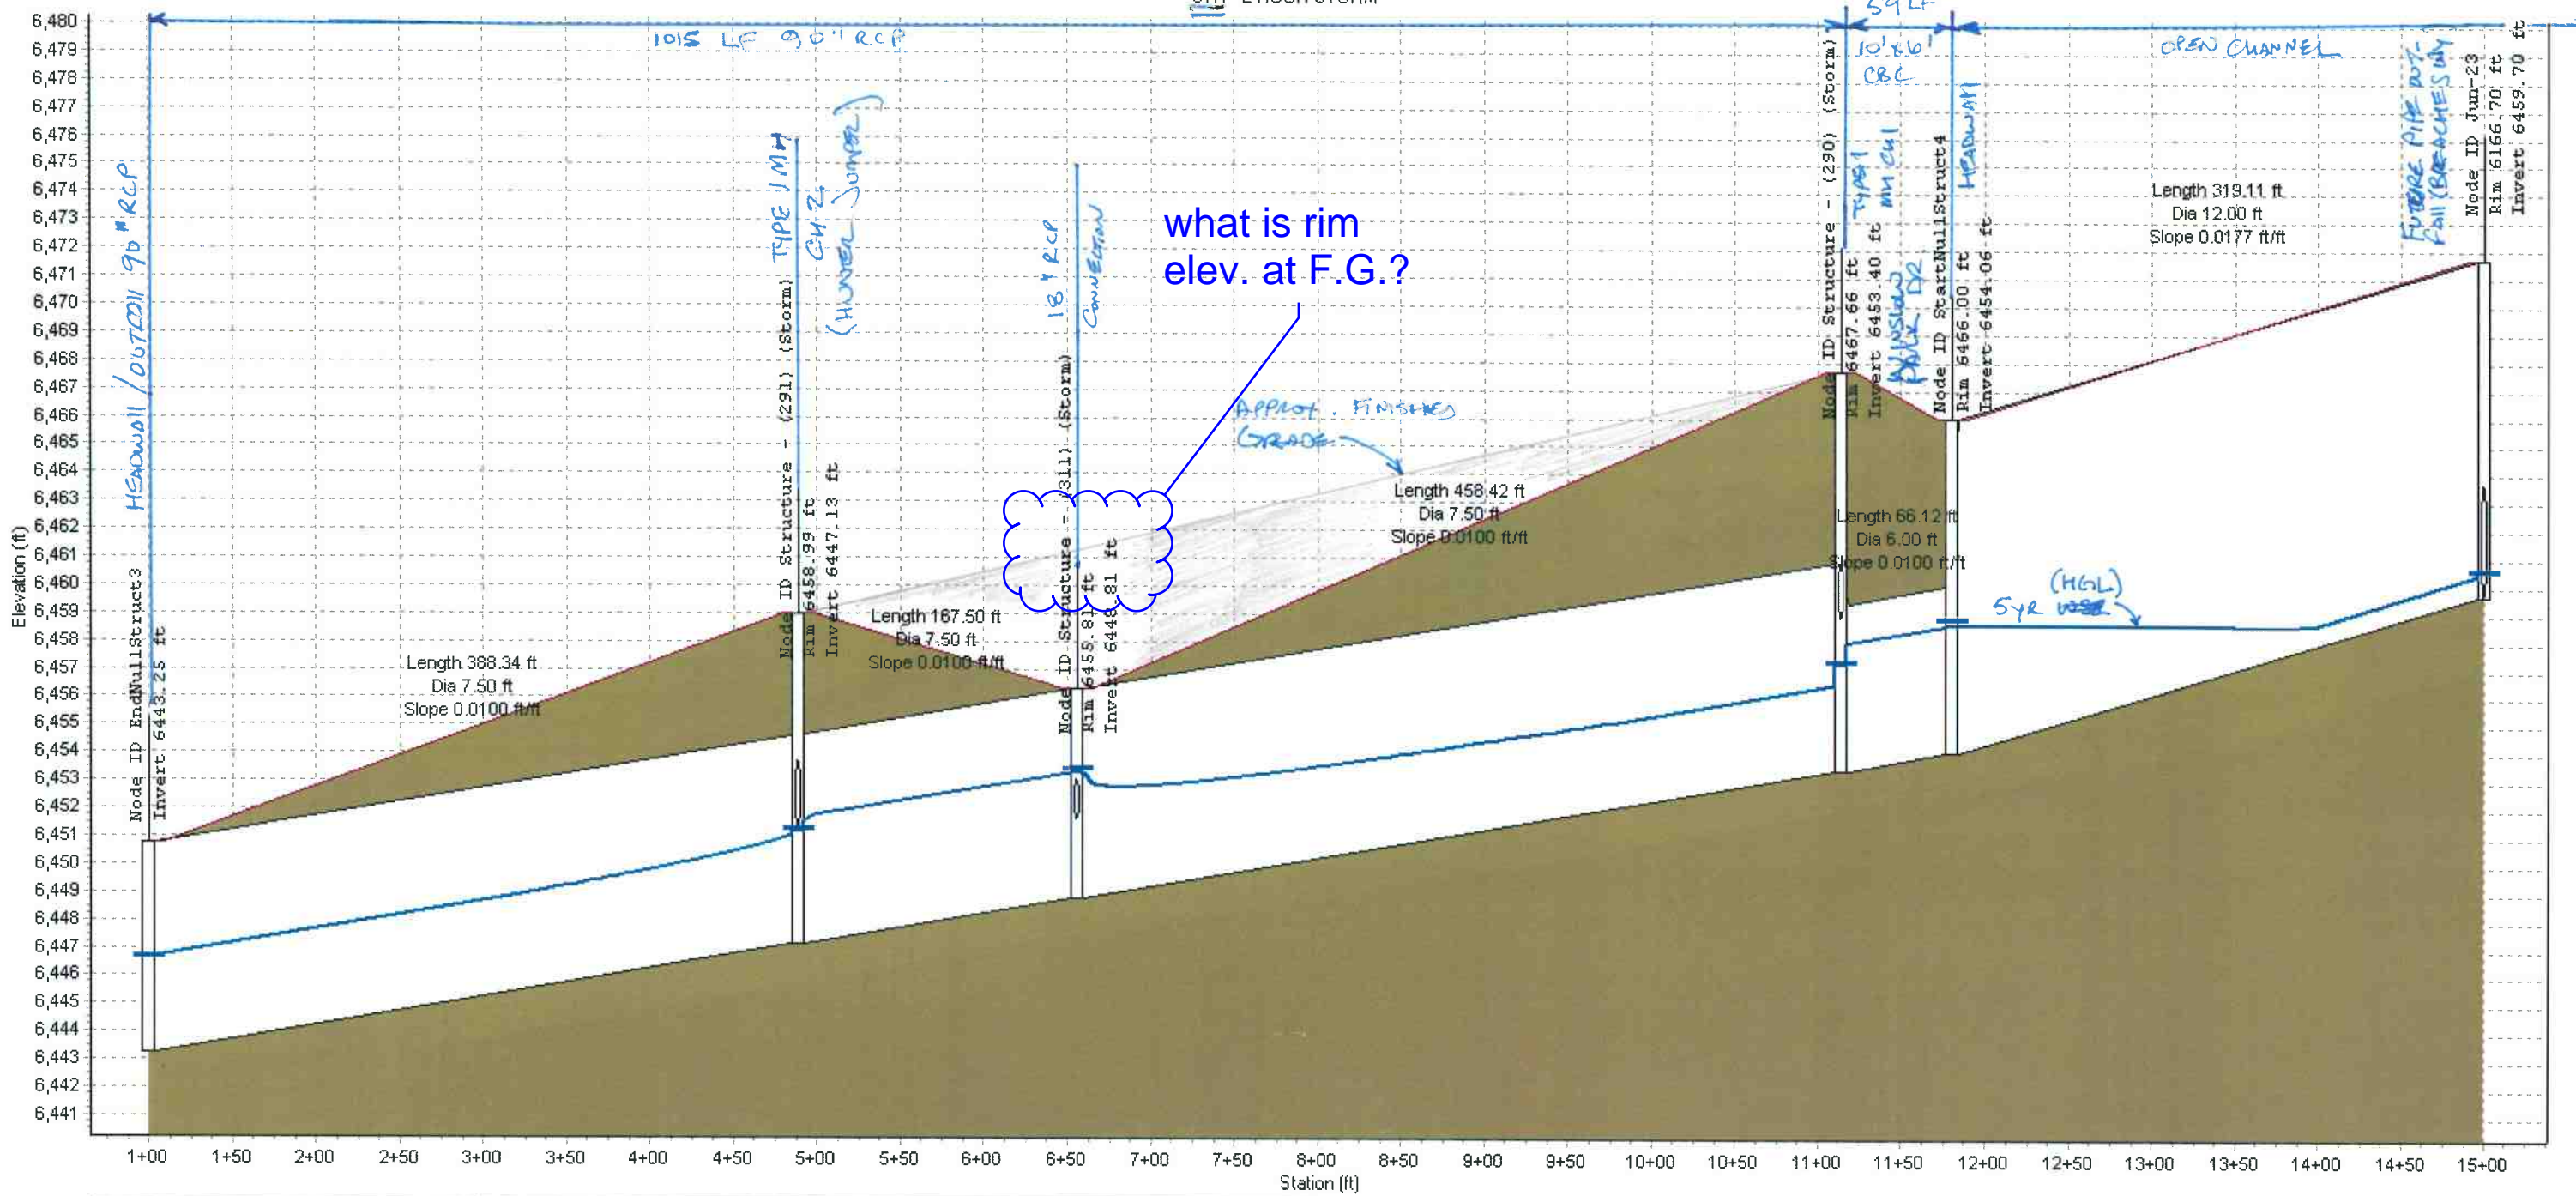 59 LF
1015 LF 90" RCP
10'x6'
CBC
OPEN CHANNEL
HEADWALL/OUTFALL 90" RCP
TYPE I MH
CH 2
(HUNTER JUMPER)
18" RCP
CONNECTION
what is rim
elev. at F.G.?
APPROX. FINISHED
GRADE
TYPE I
MH CH1
WINSLOW
PARK DR
HEADWALL
FUTURE PIPE OUT-
FALL (BREACHES ONLY
(HGL)
5YR
Node ID EndNullStruct3
Invert 6443.25 ft
Node ID Structure - (291) (Storm)
Rim 6458.99 ft
Invert 6447.13 ft
Node ID Structure - (311) (Storm)
Rim 6455.81 ft
Invert 6448.81 ft
Node ID Structure - (290) (Storm)
Rim 6467.66 ft
Invert 6453.40 ft
Node ID StartNullStruct4
Rim 6466.00 ft
Invert 6454.06 ft
Node ID Jun-23
Rim 6166.70 ft
Invert 6459.70 ft
Length 388.34 ft
Dia 7.50 ft
Slope 0.0100 ft/ft
Length 167.50 ft
Dia 7.50 ft
Slope 0.0100 ft/ft
Length 458.42 ft
Dia 7.50 ft
Slope 0.0100 ft/ft
Length 66.12 ft
Dia 6.00 ft
Slope 0.0100 ft/ft
Length 319.11 ft
Dia 12.00 ft
Slope 0.0177 ft/ft
Elevation (ft)
6,480
6,479
6,478
6,477
6,476
6,475
6,474
6,473
6,472
6,471
6,470
6,469
6,468
6,467
6,466
6,465
6,464
6,463
6,462
6,461
6,460
6,459
6,458
6,457
6,456
6,455
6,454
6,453
6,452
6,451
6,450
6,449
6,448
6,447
6,446
6,445
6,444
6,443
6,442
6,441
1+00 1+50 2+00 2+50 3+00 3+50 4+00 4+50 5+00 5+50 6+00 6+50 7+00 7+50 8+00 8+50 9+00 9+50 10+00 10+50 11+00 11+50 12+00 12+50 13+00 13+50 14+00 14+50 15+00
Station (ft)